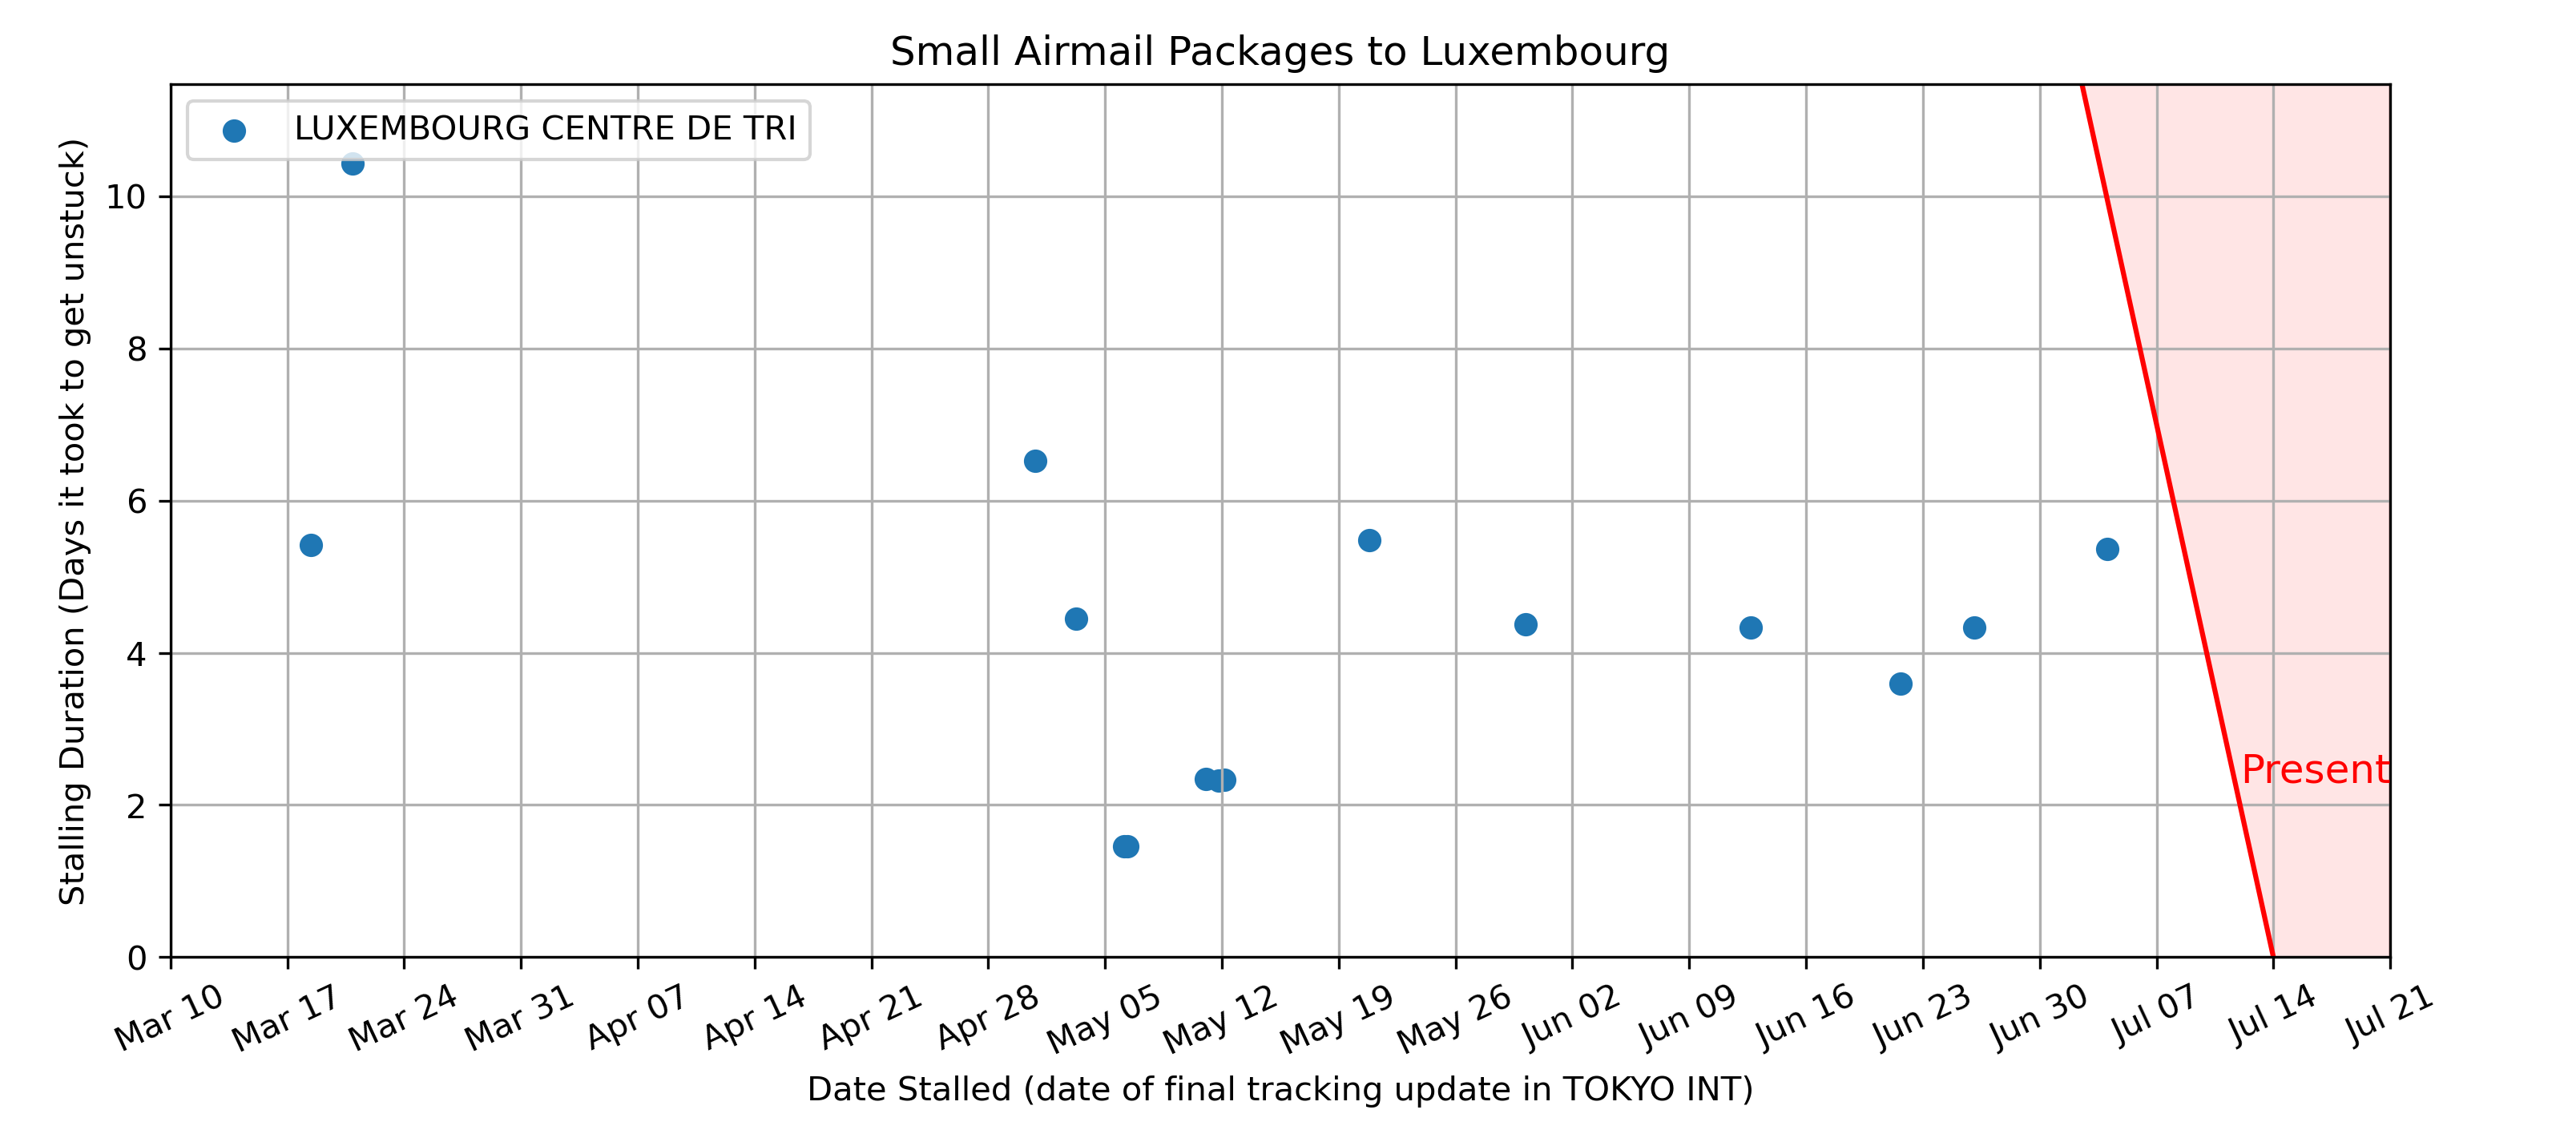 Small Airmail Packages to Luxembourg
LUXEMBOURG CENTRE DE TRI
Stalling Duration (Days it took to get unstuck)
10
8
6
4
2
0
Present
Mar 10
Mar 17
Mar 24
Mar 31
Apr 07
Apr 14
Apr 21
Apr 28
May 05
May 12
May 19
May 26
Jun 02
Jun 09
Jun 16
Jun 23
Jun 30
Jul 07
Jul 14
Jul 21
Date Stalled (date of final tracking update in TOKYO INT)